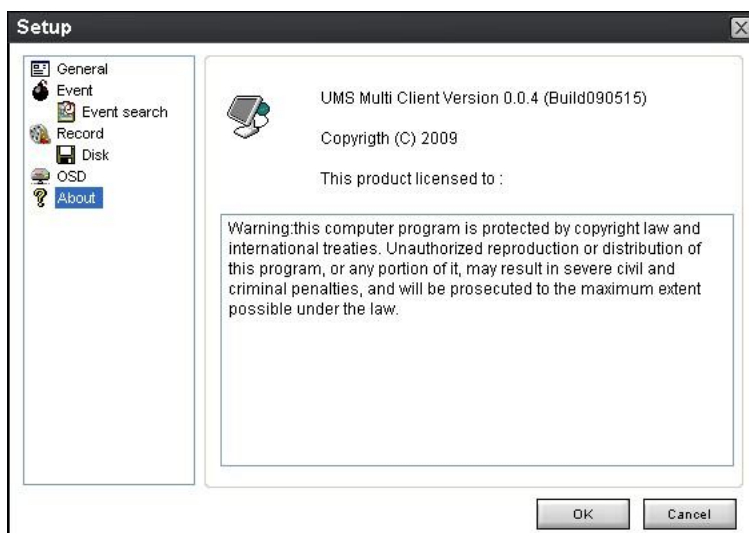 Setup
General
Event
Event search
Record
Disk
OSD
About
UMS Multi Client Version 0.0.4 (Build090515)
Copyrigth (C) 2009
This product licensed to :
Warning:this computer program is protected by copyright law and
international treaties. Unauthorized reproduction or distribution of
this program, or any portion of it, may result in severe civil and
criminal penalties, and will be prosecuted to the maximum extent
possible under the law.
OK
Cancel